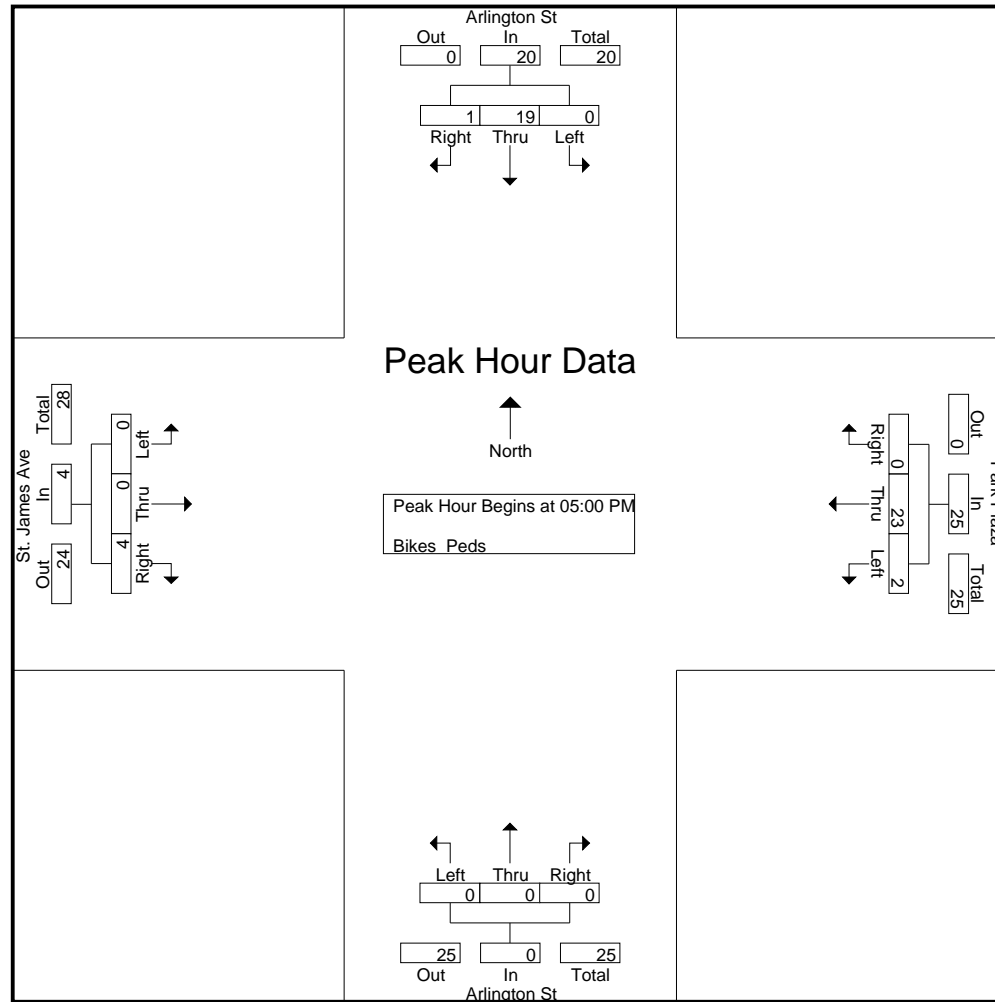 Arlington St
Out In Total
0 20 20
1 19 0
Right Thru Left
Peak Hour Data
North
Peak Hour Begins at 05:00 PM
Bikes Peds
St. James Ave
Total In Out
28 4 24
0 0 4
Left Thru Right
Right Thru Left
0 23 2
Out In Total
0 25 25
Park Plaza
Left Thru Right
0 0 0
25 0 25
Out In Total
Arlington St